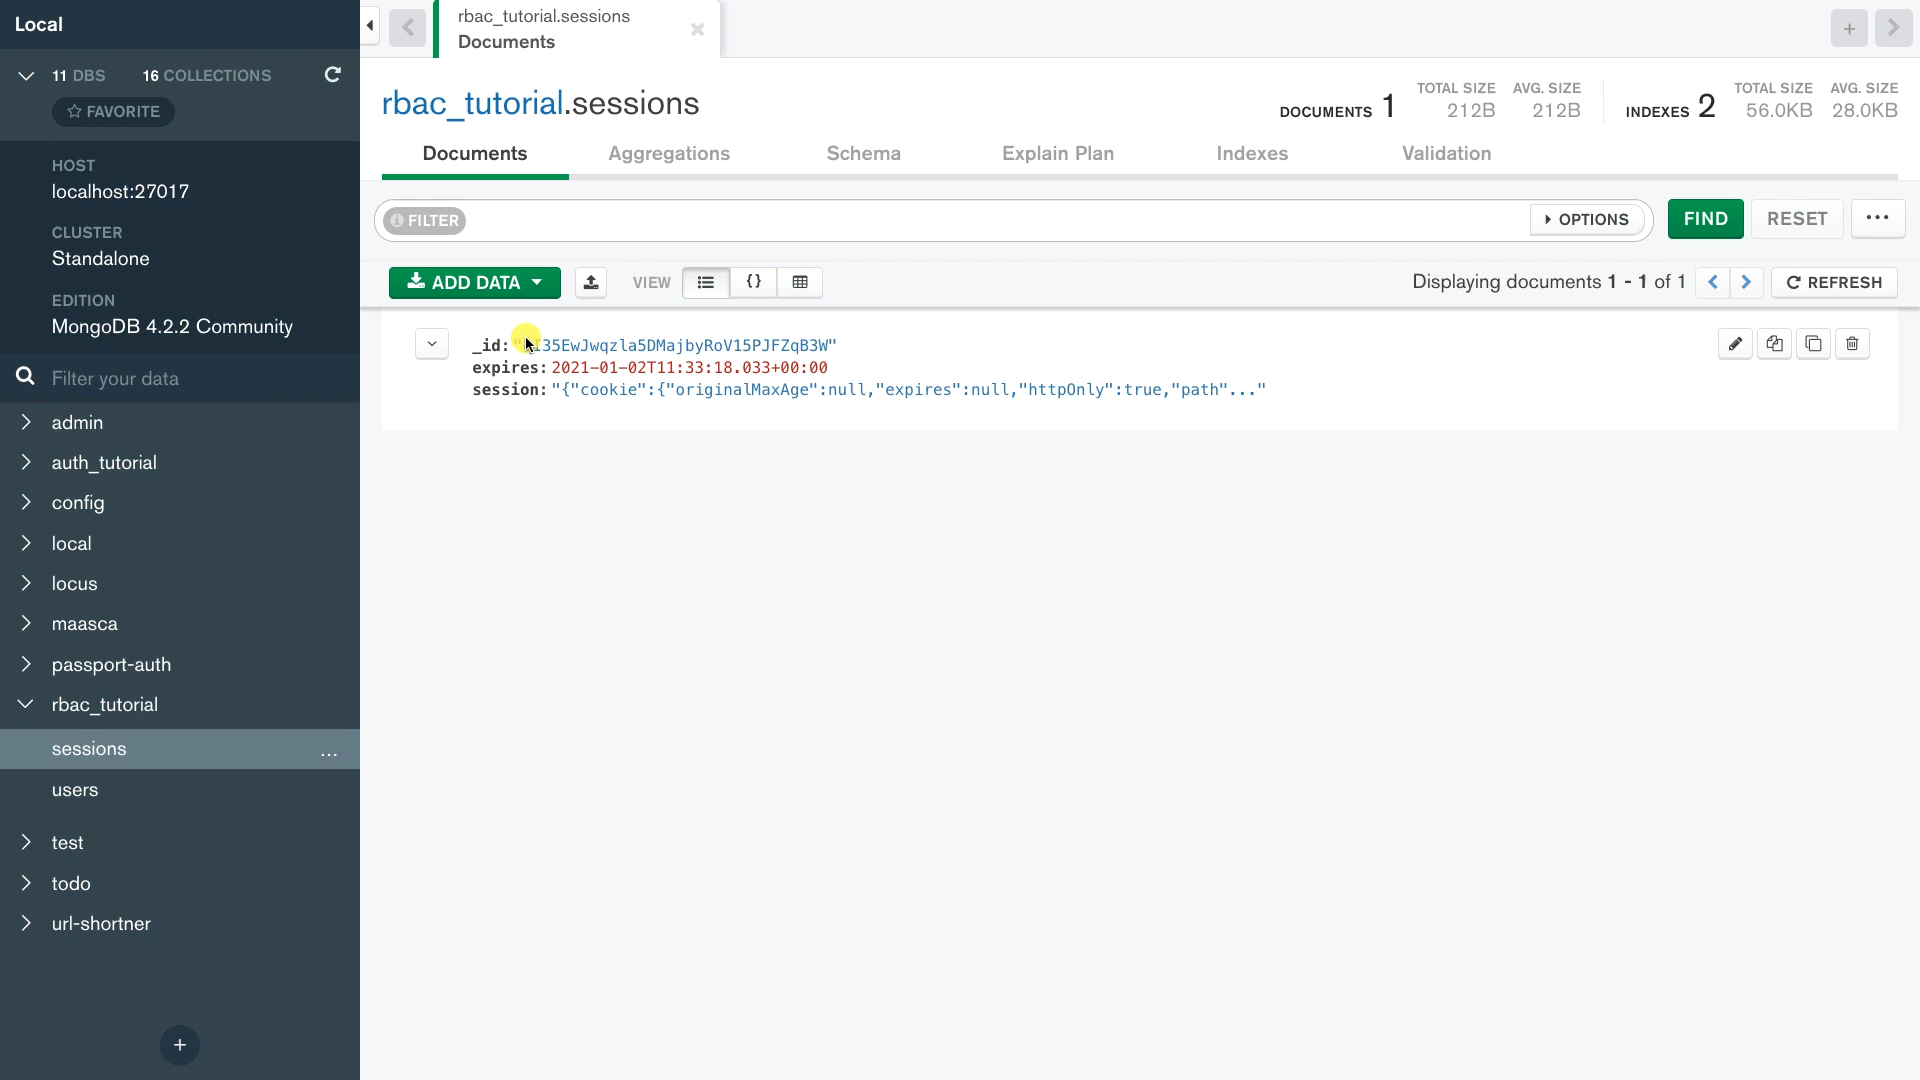 Local
11 DBS 16 COLLECTIONS
FAVORITE
HOST
localhost:27017
CLUSTER
Standalone
EDITION
MongoDB 4.2.2 Community
Filter your data
admin
auth_tutorial
config
local
locus
maasca
passport-auth
rbac_tutorial
sessions ...
users
test
todo
url-shortner
+
rbac_tutorial.sessions
Documents
rbac_tutorial.sessions
DOCUMENTS 1 TOTAL SIZE 212B AVG. SIZE 212B INDEXES 2 TOTAL SIZE 56.0KB AVG. SIZE 28.0KB
Documents Aggregations Schema Explain Plan Indexes Validation
FILTER OPTIONS FIND RESET ...
ADD DATA VIEW {} Displaying documents 1 - 1 of 1 REFRESH
_id:
expires: 2021-01-02T11:33:18.033+00:00
session: "{"cookie":{"originalMaxAge":null,"expires":null,"httpOnly":true,"path"..."